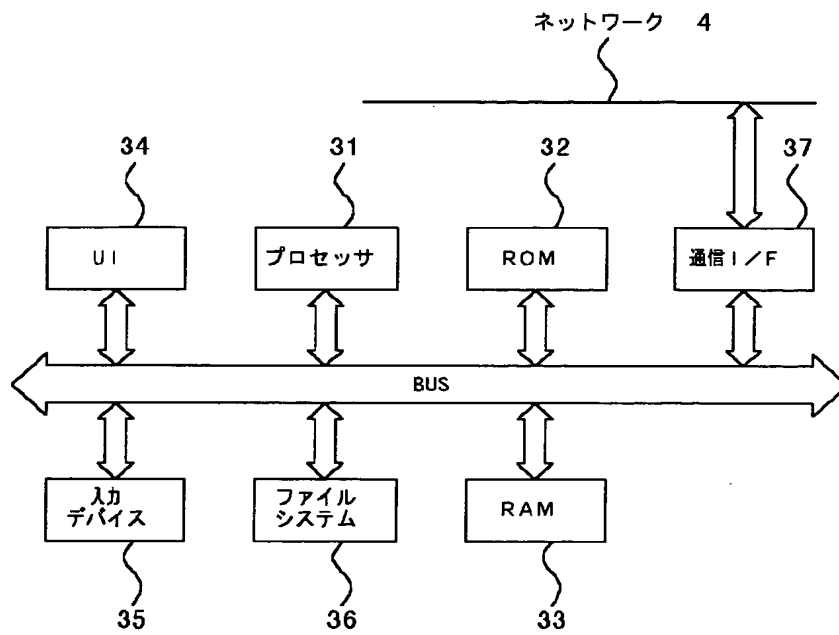 ネットワーク 4
34
31
32
37
UI
プロセッサ
ROM
通信I/F
BUS
入力
デバイス
ファイル
システム
RAM
35
36
33